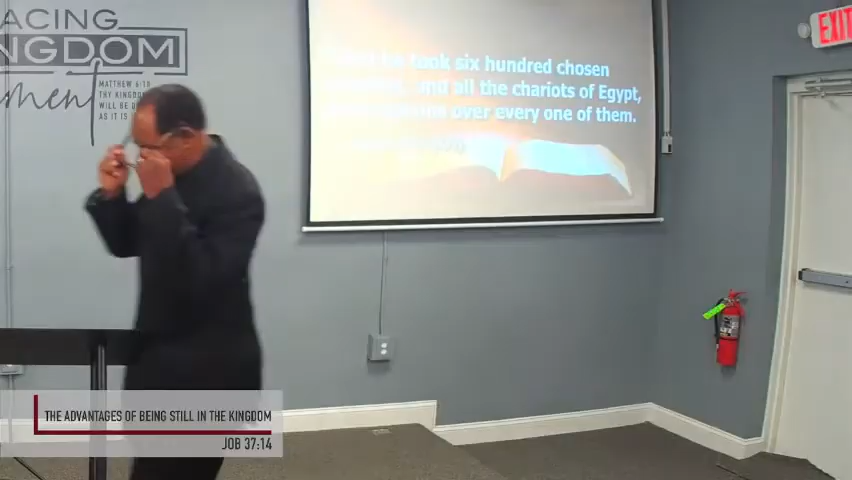 ACING
NGDOM
ment
MATTHEW 6:10
THY KINGDOM
WILL BE
AS IT IS
took six hundred chosen
and all the chariots of Egypt,
over every one of them.
EXIT
THE ADVANTAGES OF BEING STILL IN THE KINGDOM
JOB 37:14